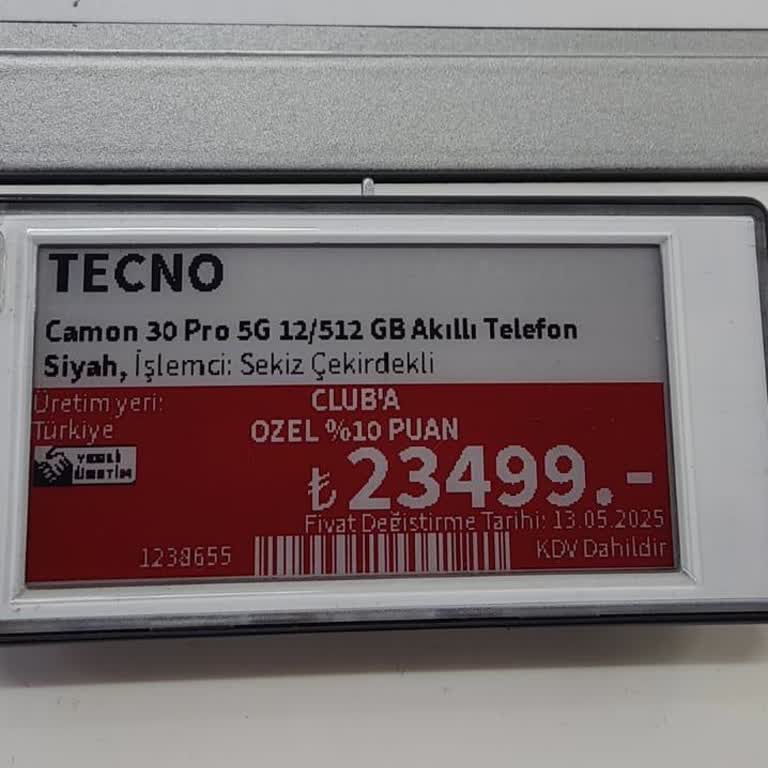 TECNO
Camon 30 Pro 5G 12/512 GB Akıllı Telefon
Siyah, İşlemci: Sekiz Çekirdekli
Üretim yeri:
Türkiye
YERLİ
ÜRETİM
CLUB'A
OZEL %10 PUAN
₺23499.-
Fiyat Değiştirme Tarihi: 13.05.2025
1238655
KDV Dahildir